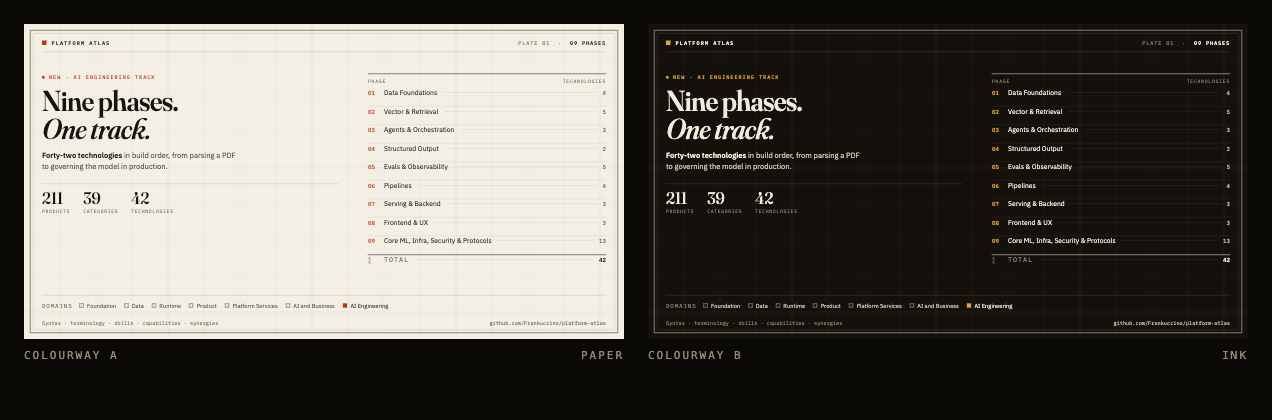 PLATFORM ATLAS
PLATE 01 · 09 PHASES
NEW · AI ENGINEERING TRACK
Nine phases.
One track.
Forty-two technologies in build order, from parsing a PDF
to governing the model in production.
211 39 42
PRODUCTS CATEGORIES TECHNOLOGIES
PHASE TECHNOLOGIES
01 Data Foundations 4
02 Vector & Retrieval 5
03 Agents & Orchestration 3
04 Structured Output 2
05 Evals & Observability 5
06 Pipelines 4
07 Serving & Backend 3
08 Frontend & UX 3
09 Core ML, Infra, Security & Protocols 13
Σ TOTAL 42
DOMAINS Foundation Data Runtime Product Platform Services AI and Business AI Engineering
Syntax · terminology · drills · capabilities · synergies
github.com/Frankuccino/platform-atlas
COLOURWAY A PAPER
PLATFORM ATLAS
PLATE 01 · 09 PHASES
NEW · AI ENGINEERING TRACK
Nine phases.
One track.
Forty-two technologies in build order, from parsing a PDF
to governing the model in production.
211 39 42
PRODUCTS CATEGORIES TECHNOLOGIES
PHASE TECHNOLOGIES
01 Data Foundations 4
02 Vector & Retrieval 5
03 Agents & Orchestration 3
04 Structured Output 2
05 Evals & Observability 5
06 Pipelines 4
07 Serving & Backend 3
08 Frontend & UX 3
09 Core ML, Infra, Security & Protocols 13
Σ TOTAL 42
DOMAINS Foundation Data Runtime Product Platform Services AI and Business AI Engineering
Syntax · terminology · drills · capabilities · synergies
github.com/Frankuccino/platform-atlas
COLOURWAY B INK